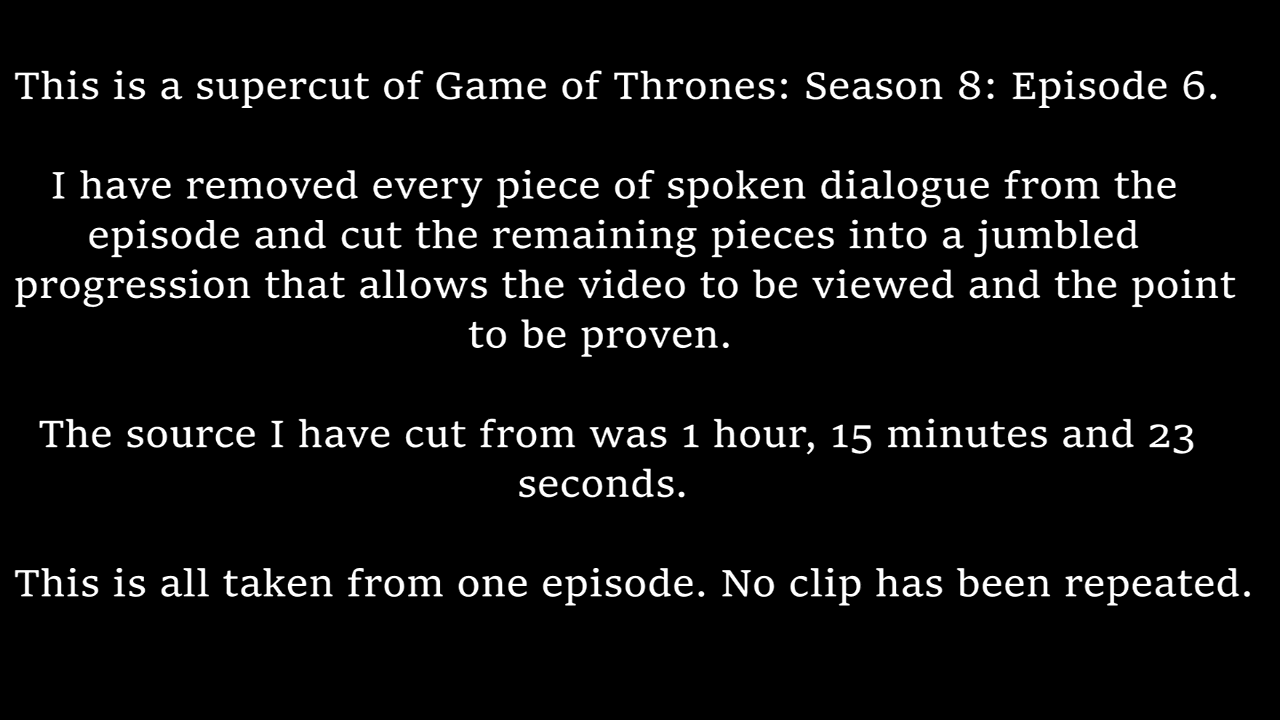 This is a supercut of Game of Thrones: Season 8: Episode 6.
I have removed every piece of spoken dialogue from the
episode and cut the remaining pieces into a jumbled
progression that allows the video to be viewed and the point
to be proven.
The source I have cut from was 1 hour, 15 minutes and 23
seconds.
This is all taken from one episode. No clip has been repeated.